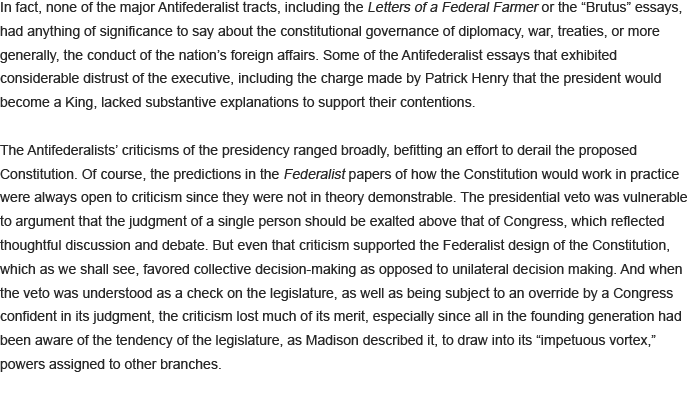 In fact, none of the major Antifederalist tracts, including the Letters of a Federal Farmer or the “Brutus” essays,
had anything of significance to say about the constitutional governance of diplomacy, war, treaties, or more
generally, the conduct of the nation’s foreign affairs. Some of the Antifederalist essays that exhibited
considerable distrust of the executive, including the charge made by Patrick Henry that the president would
become a King, lacked substantive explanations to support their contentions.

The Antifederalists’ criticisms of the presidency ranged broadly, befitting an effort to derail the proposed
Constitution. Of course, the predictions in the Federalist papers of how the Constitution would work in practice
were always open to criticism since they were not in theory demonstrable. The presidential veto was vulnerable
to argument that the judgment of a single person should be exalted above that of Congress, which reflected
thoughtful discussion and debate. But even that criticism supported the Federalist design of the Constitution,
which as we shall see, favored collective decision-making as opposed to unilateral decision making. And when
the veto was understood as a check on the legislature, as well as being subject to an override by a Congress
confident in its judgment, the criticism lost much of its merit, especially since all in the founding generation had
been aware of the tendency of the legislature, as Madison described it, to draw into its “impetuous vortex,”
powers assigned to other branches.